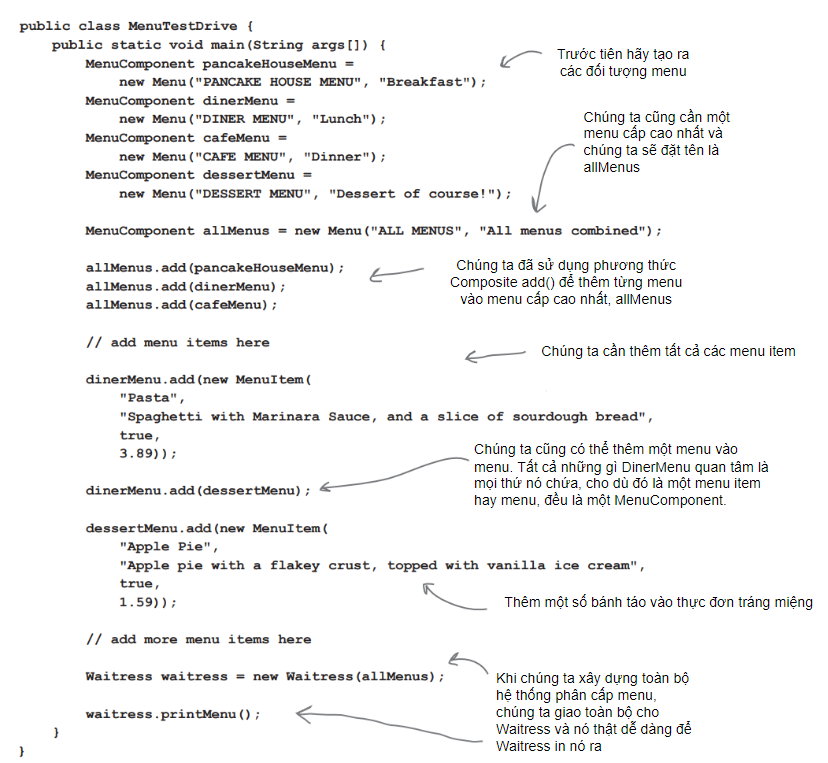 public class MenuTestDrive {
public static void main(String args[]) {
MenuComponent pancakeHouseMenu =
new Menu("PANCAKE HOUSE MENU", "Breakfast");
MenuComponent dinerMenu =
new Menu("DINER MENU", "Lunch");
MenuComponent cafeMenu =
new Menu("CAFE MENU", "Dinner");
MenuComponent dessertMenu =
new Menu("DESSERT MENU", "Dessert of course!");
Trước tiên hãy tạo ra
các đối tượng menu
Chúng ta cũng cần một
menu cấp cao nhất và
chúng ta sẽ đặt tên là
allMenus
MenuComponent allMenus = new Menu("ALL MENUS", "All menus combined");
allMenus.add(pancakeHouseMenu);
allMenus.add(dinerMenu);
allMenus.add(cafeMenu);
Chúng ta đã sử dụng phương thức
Composite add() để thêm từng menu
vào menu cấp cao nhất, allMenus
// add menu items here
Chúng ta cần thêm tất cả các menu item
dinerMenu.add(new MenuItem(
"Pasta",
"Spaghetti with Marinara Sauce, and a slice of sourdough bread",
true,
3.89));
dinerMenu.add(dessertMenu);
Chúng ta cũng có thể thêm một menu vào
menu. Tất cả những gì DinerMenu quan tâm là
mọi thứ nó chứa, cho dù đó là một menu item
hay menu, đều là một MenuComponent.
dessertMenu.add(new MenuItem(
"Apple Pie",
"Apple pie with a flakey crust, topped with vanilla ice cream",
true,
1.59));
Thêm một số bánh táo vào thực đơn tráng miệng
// add more menu items here
Waitress waitress = new Waitress(allMenus);
waitress.printMenu();
Khi chúng ta xây dựng toàn bộ
hệ thống phân cấp menu,
chúng ta giao toàn bộ cho
Waitress và nó thật dễ dàng để
Waitress in nó ra
}
}